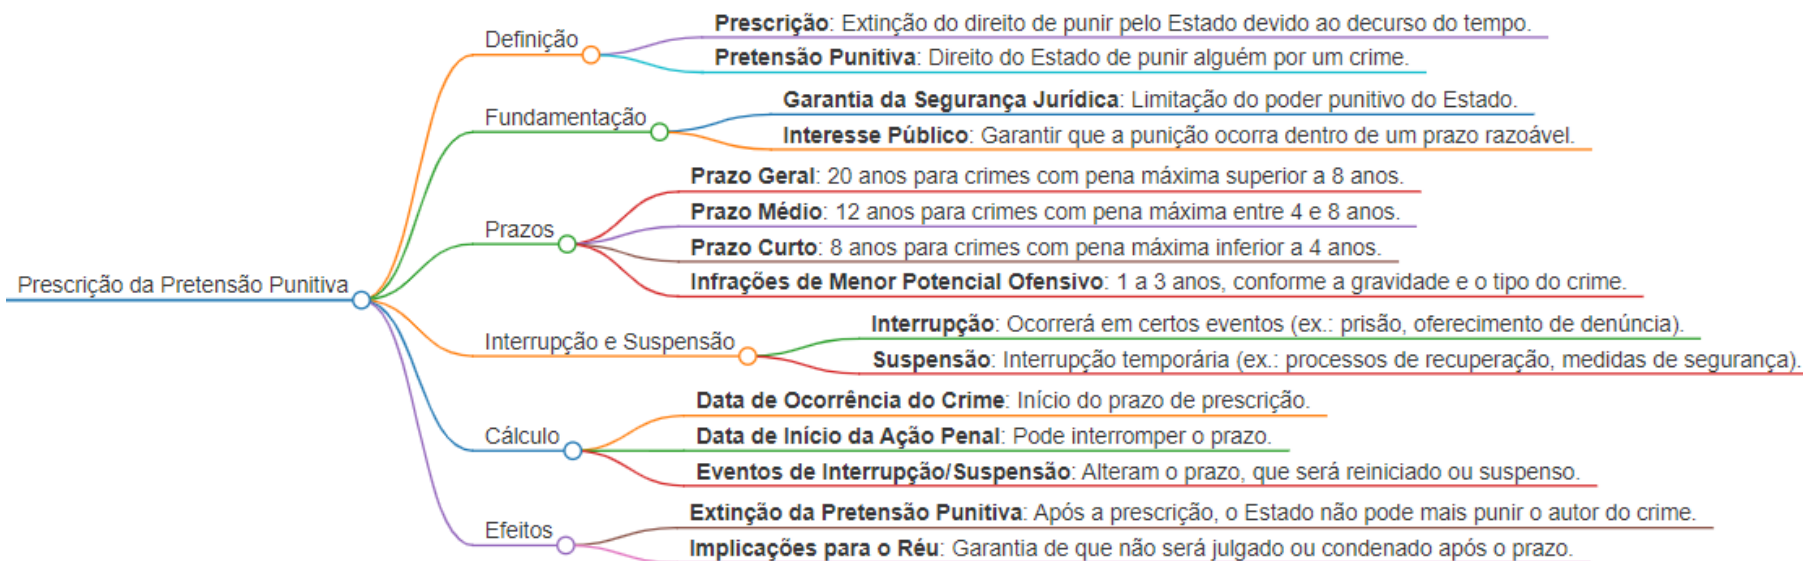 Prescrição da Pretensão Punitiva
Definição
Prescrição: Extinção do direito de punir pelo Estado devido ao decurso do tempo.
Pretensão Punitiva: Direito do Estado de punir alguém por um crime.
Fundamentação
Garantia da Segurança Jurídica: Limitação do poder punitivo do Estado.
Interesse Público: Garantir que a punição ocorra dentro de um prazo razoável.
Prazos
Prazo Geral: 20 anos para crimes com pena máxima superior a 8 anos.
Prazo Médio: 12 anos para crimes com pena máxima entre 4 e 8 anos.
Prazo Curto: 8 anos para crimes com pena máxima inferior a 4 anos.
Infrações de Menor Potencial Ofensivo: 1 a 3 anos, conforme a gravidade e o tipo do crime.
Interrupção e Suspensão
Interrupção: Ocorrerá em certos eventos (ex.: prisão, oferecimento de denúncia).
Suspensão: Interrupção temporária (ex.: processos de recuperação, medidas de segurança).
Cálculo
Data de Ocorrência do Crime: Início do prazo de prescrição.
Data de Início da Ação Penal: Pode interromper o prazo.
Eventos de Interrupção/Suspensão: Alteram o prazo, que será reiniciado ou suspenso.
Efeitos
Extinção da Pretensão Punitiva: Após a prescrição, o Estado não pode mais punir o autor do crime.
Implicações para o Réu: Garantia de que não será julgado ou condenado após o prazo.